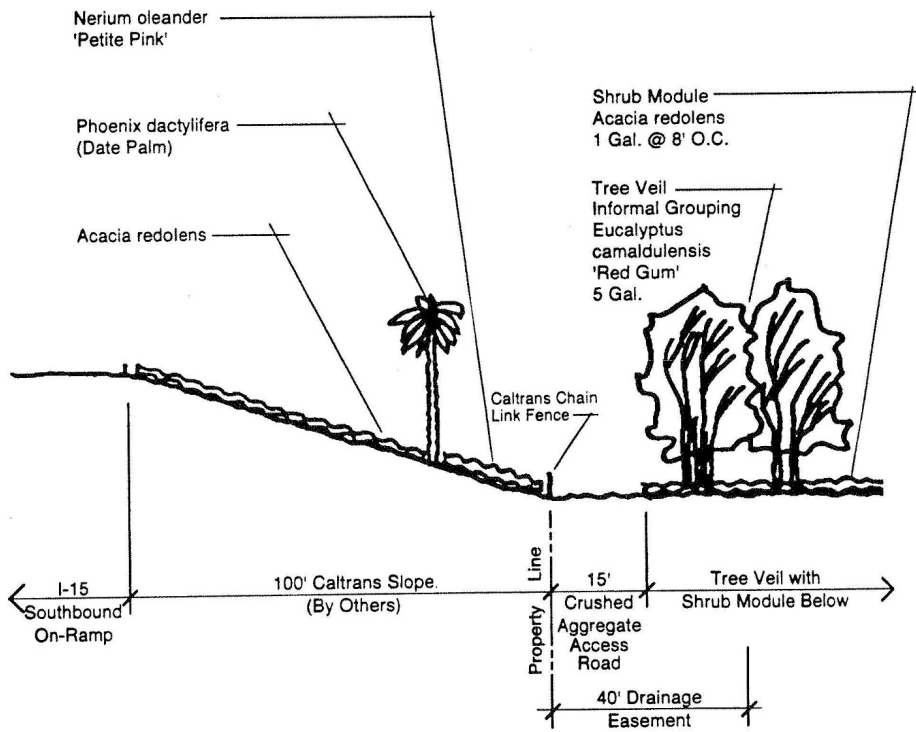 Nerium oleander
'Petite Pink'
Phoenix dactylifera
(Date Palm)
Acacia redolens
Shrub Module
Acacia redolens
1 Gal. @ 8' O.C.
Tree Veil
Informal Grouping
Eucalyptus
camaldulensis
'Red Gum'
5 Gal.
Caltrans Chain
Link Fence
I-15
Southbound
On-Ramp
100' Caltrans Slope.
(By Others)
Property Line
15'
Crushed
Aggregate
Access
Road
Tree Veil with
Shrub Module Below
40' Drainage
Easement